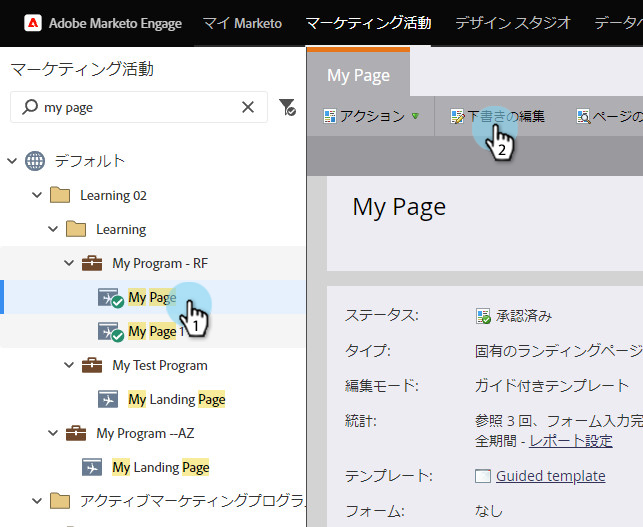 Adobe Marketo Engage マイ Marketo マーケティング活動 デザイン スタジオ データベ
マーケティング活動
my page
デフォルト
Learning 02
Learning
My Program - RF
My Page
My Page 1
My Test Program
My Landing Page
My Program --AZ
My Landing Page
アクティブマーケティングプログラ
My Page
アクション 下書きの編集 ページの
1
2
My Page
ステータス: 承認済み
タイプ: 固有のランディングページ
編集モード: ガイド付きテンプレート
統計: 参照 3 回、フォーム入力完
全期間 - レポート設定
テンプレート: Guided template
フォーム: なし